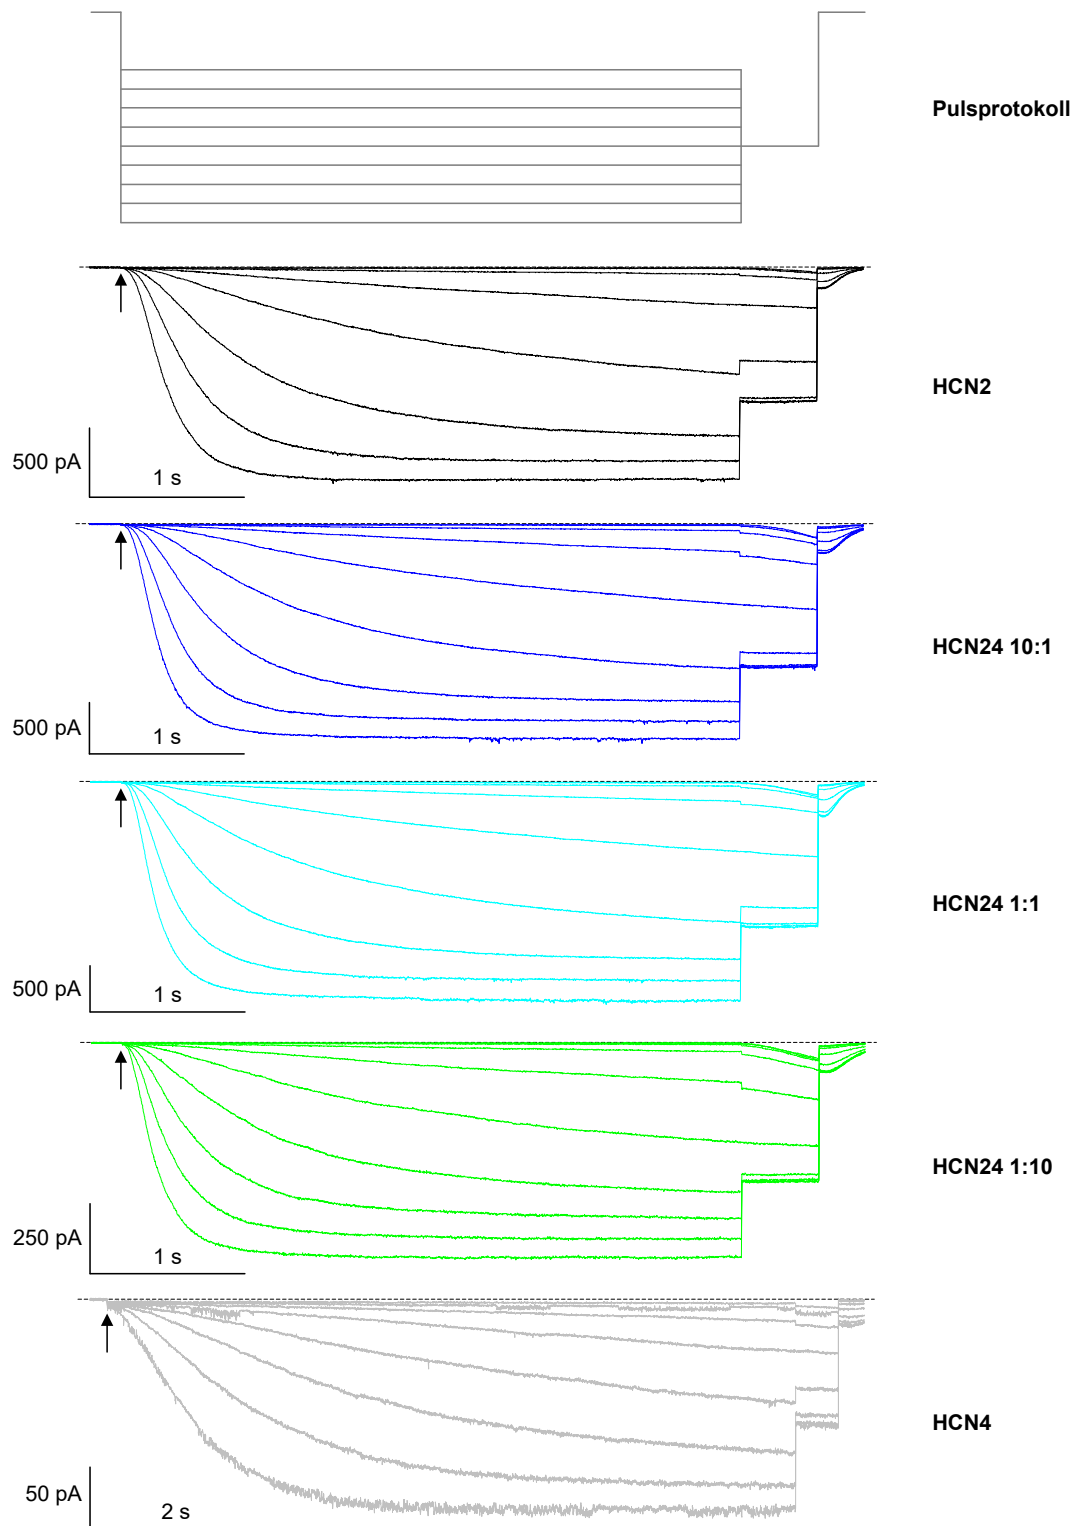 Pulsprotokoll
HCN2
500 pA
1 s
HCN24 10:1
500 pA
1 s
HCN24 1:1
500 pA
1 s
HCN24 1:10
250 pA
1 s
HCN4
50 pA
2 s